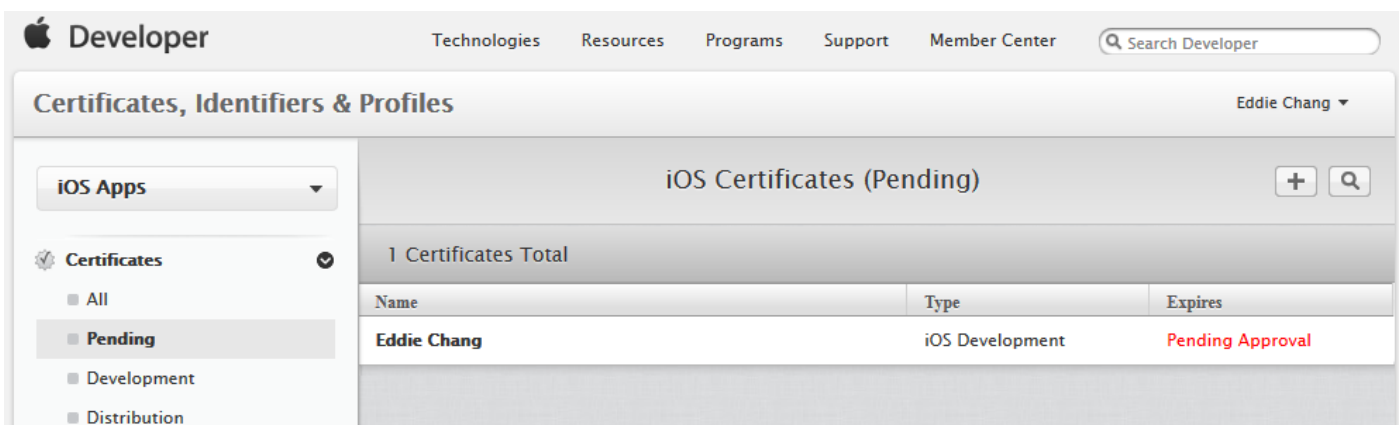 Developer Technologies Resources Programs Support Member Center Search Developer
Certificates, Identifiers & Profiles Eddie Chang
iOS Apps
iOS Certificates (Pending)
Certificates
1 Certificates Total
All
Name Type Expires
Pending
Eddie Chang iOS Development Pending Approval
Development
Distribution